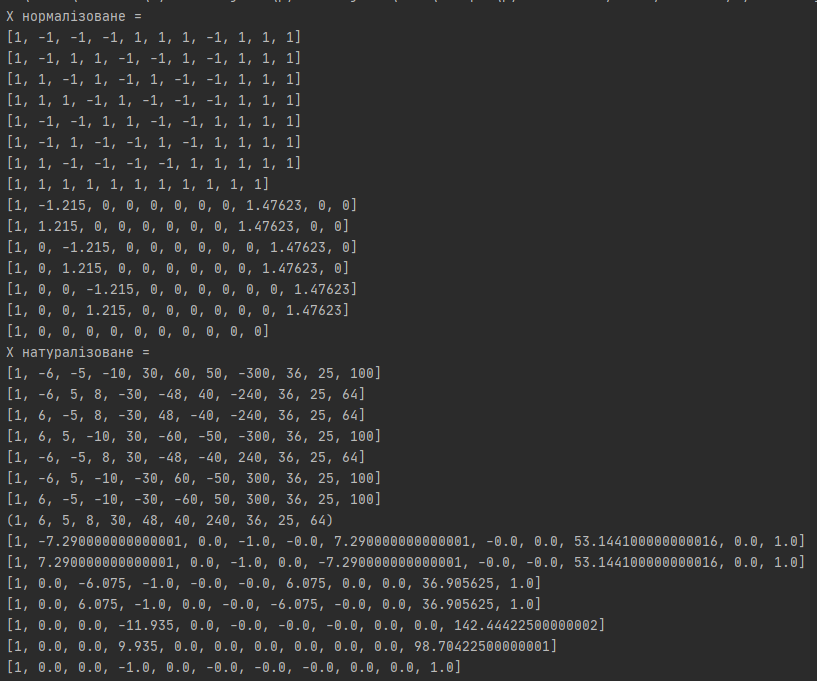 X нормалізоване =
[1, -1, -1, -1, 1, 1, 1, -1, 1, 1, 1]
[1, -1, 1, 1, -1, -1, 1, -1, 1, 1, 1]
[1, 1, -1, 1, -1, 1, -1, -1, 1, 1, 1]
[1, 1, 1, -1, 1, -1, -1, -1, 1, 1, 1]
[1, -1, -1, 1, 1, -1, -1, 1, 1, 1, 1]
[1, -1, 1, -1, -1, 1, -1, 1, 1, 1, 1]
[1, 1, -1, -1, -1, -1, 1, 1, 1, 1, 1]
[1, 1, 1, 1, 1, 1, 1, 1, 1, 1, 1]
[1, -1.215, 0, 0, 0, 0, 0, 0, 1.47623, 0, 0]
[1, 1.215, 0, 0, 0, 0, 0, 0, 1.47623, 0, 0]
[1, 0, -1.215, 0, 0, 0, 0, 0, 0, 1.47623, 0]
[1, 0, 1.215, 0, 0, 0, 0, 0, 0, 1.47623, 0]
[1, 0, 0, -1.215, 0, 0, 0, 0, 0, 0, 1.47623]
[1, 0, 0, 1.215, 0, 0, 0, 0, 0, 0, 1.47623]
[1, 0, 0, 0, 0, 0, 0, 0, 0, 0, 0]
X натуралізоване =
[1, -6, -5, -10, 30, 60, 50, -300, 36, 25, 100]
[1, -6, 5, 8, -30, -48, 40, -240, 36, 25, 64]
[1, 6, -5, 8, -30, 48, -40, -240, 36, 25, 64]
[1, 6, 5, -10, 30, -60, -50, -300, 36, 25, 100]
[1, -6, -5, 8, 30, -48, -40, 240, 36, 25, 64]
[1, -6, 5, -10, -30, 60, -50, 300, 36, 25, 100]
[1, 6, -5, -10, -30, -60, 50, 300, 36, 25, 100]
(1, 6, 5, 8, 30, 48, 40, 240, 36, 25, 64)
[1, -7.290000000000001, 0.0, -1.0, -0.0, 7.290000000000001, -0.0, 0.0, 53.144100000000016, 0.0, 1.0]
[1, 7.290000000000001, 0.0, -1.0, 0.0, -7.290000000000001, -0.0, -0.0, 53.144100000000016, 0.0, 1.0]
[1, 0.0, -6.075, -1.0, -0.0, -0.0, 6.075, 0.0, 0.0, 36.905625, 1.0]
[1, 0.0, 6.075, -1.0, 0.0, -0.0, -6.075, -0.0, 0.0, 36.905625, 1.0]
[1, 0.0, 0.0, -11.935, 0.0, -0.0, -0.0, -0.0, 0.0, 0.0, 142.44422500000002]
[1, 0.0, 0.0, 9.935, 0.0, 0.0, 0.0, 0.0, 0.0, 0.0, 98.70422500000001]
[1, 0.0, 0.0, -1.0, 0.0, -0.0, -0.0, -0.0, 0.0, 0.0, 1.0]